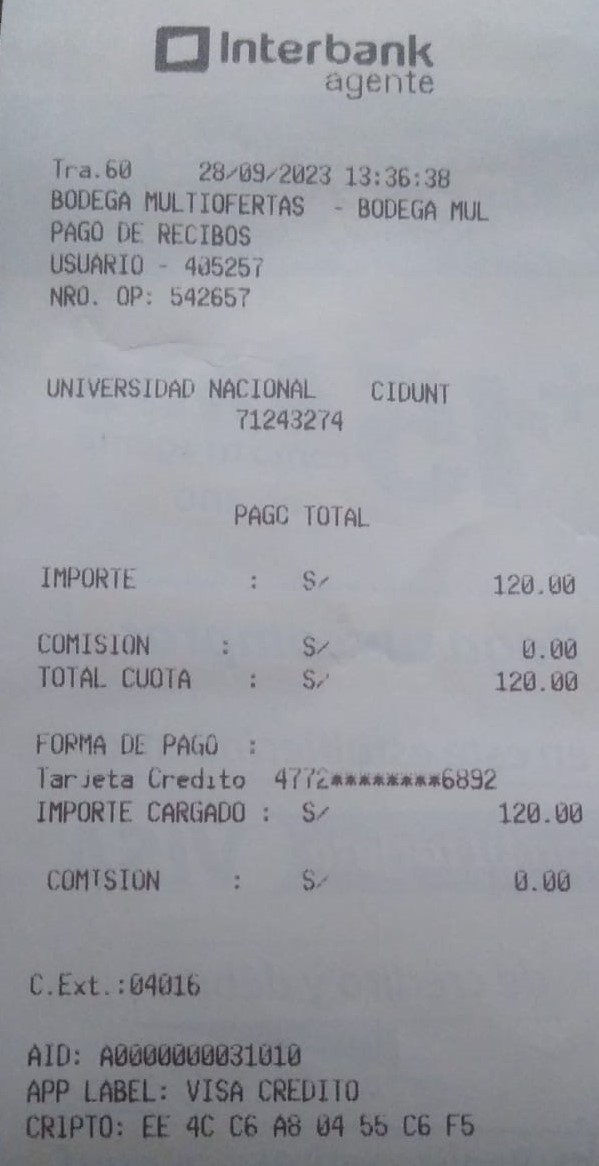 Interbank
agente
Tra.60 28/09/2023 13:36:38
BODEGA MULTIOFERTAS - BODEGA MUL
PAGO DE RECIBOS
USUARIO - 405257
NRO. OP: 542657
UNIVERSIDAD NACIONAL CIDUNT
71243274
PAGO TOTAL
IMPORTE : S/ 120.00
COMISION : S/ 0.00
TOTAL CUOTA : S/ 120.00
FORMA DE PAGO :
Tarjeta Credito 4772********6892
IMPORTE CARGADO : S/ 120.00
COMISION : S/ 0.00
C.Ext.:04016
AID: A0000000031010
APP LABEL: VISA CREDITO
CRIPTO: EE 4C C6 A8 04 55 C6 F5